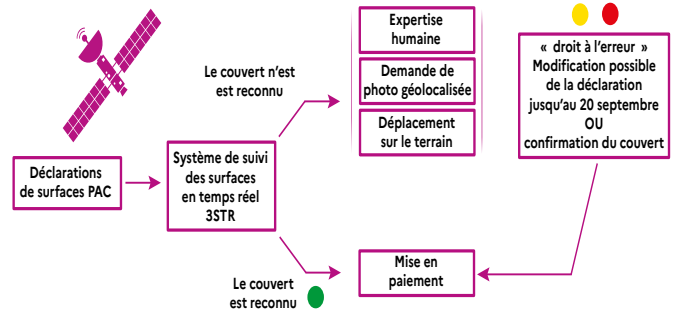 Déclarations
de surfaces PAC
Système de suivi
des surfaces
en temps réel
3STR
Le couvert n'est
est reconnu
Expertise
humaine
Demande de
photo géolocalisée
Déplacement
sur le terrain
« droit à l'erreur »
Modification possible
de la déclaration
jusqu'au 20 septembre
OU
confirmation du couvert
Le couvert
est reconnu
Mise en
paiement